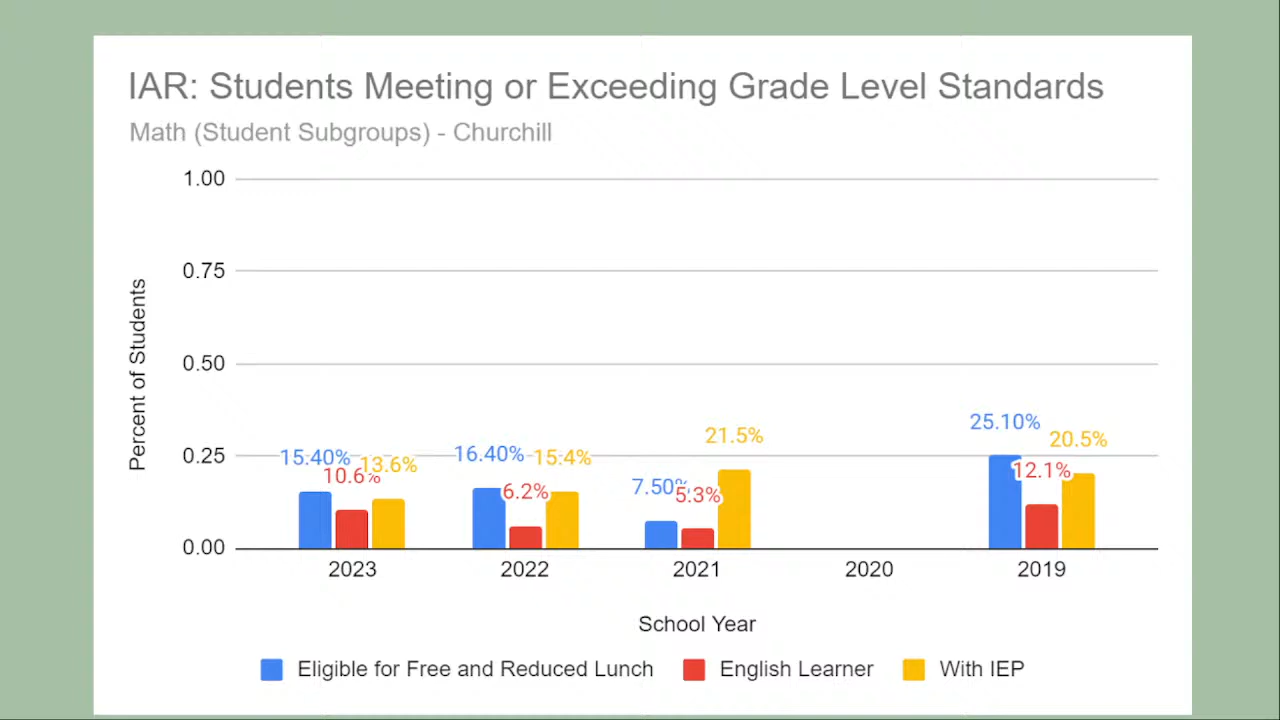 IAR: Students Meeting or Exceeding Grade Level Standards
Math (Student Subgroups) - Churchill
Percent of Students
1.00
0.75
0.50
0.25
0.00
15.40%
10.6%
13.6%
16.40%
6.2%
15.4%
7.50%
5.3%
21.5%
25.10%
12.1%
20.5%
2023 2022 2021 2020 2019
School Year
Eligible for Free and Reduced Lunch English Learner With IEP